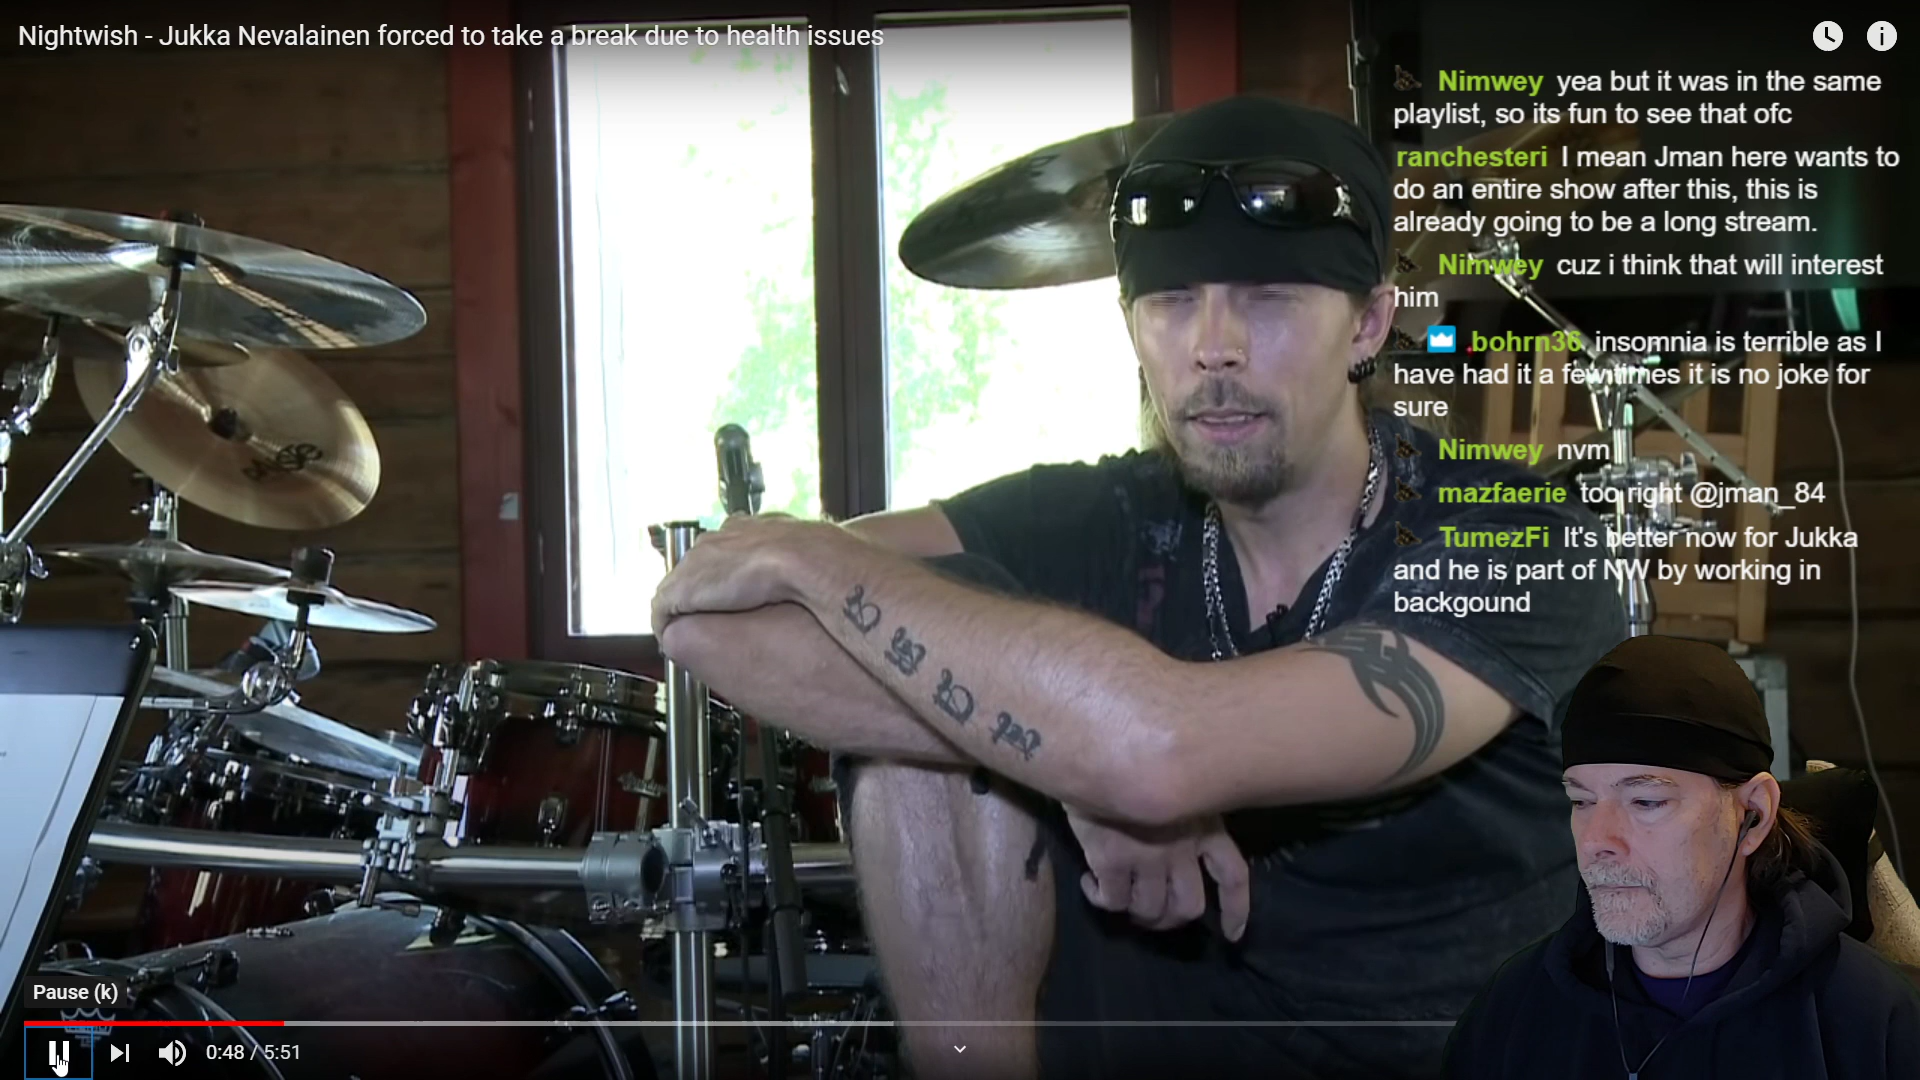 Nightwish - Jukka Nevalainen forced to take a break due to health issues
Nimwey yea but it was in the same
playlist, so its fun to see that ofc
ranchesteri I mean Jman here wants to
do an entire show after this, this is
already going to be a long stream.
Nimwey cuz i think that will interest
him
.bohrn36. insomnia is terrible as I
have had it a few times it is no joke for
sure
Nimwey nvm
mazfaerie too right @jman_84
TumezFi It's better now for Jukka
and he is part of NW by working in
backgound
Pause (k)
0:48 / 5:51